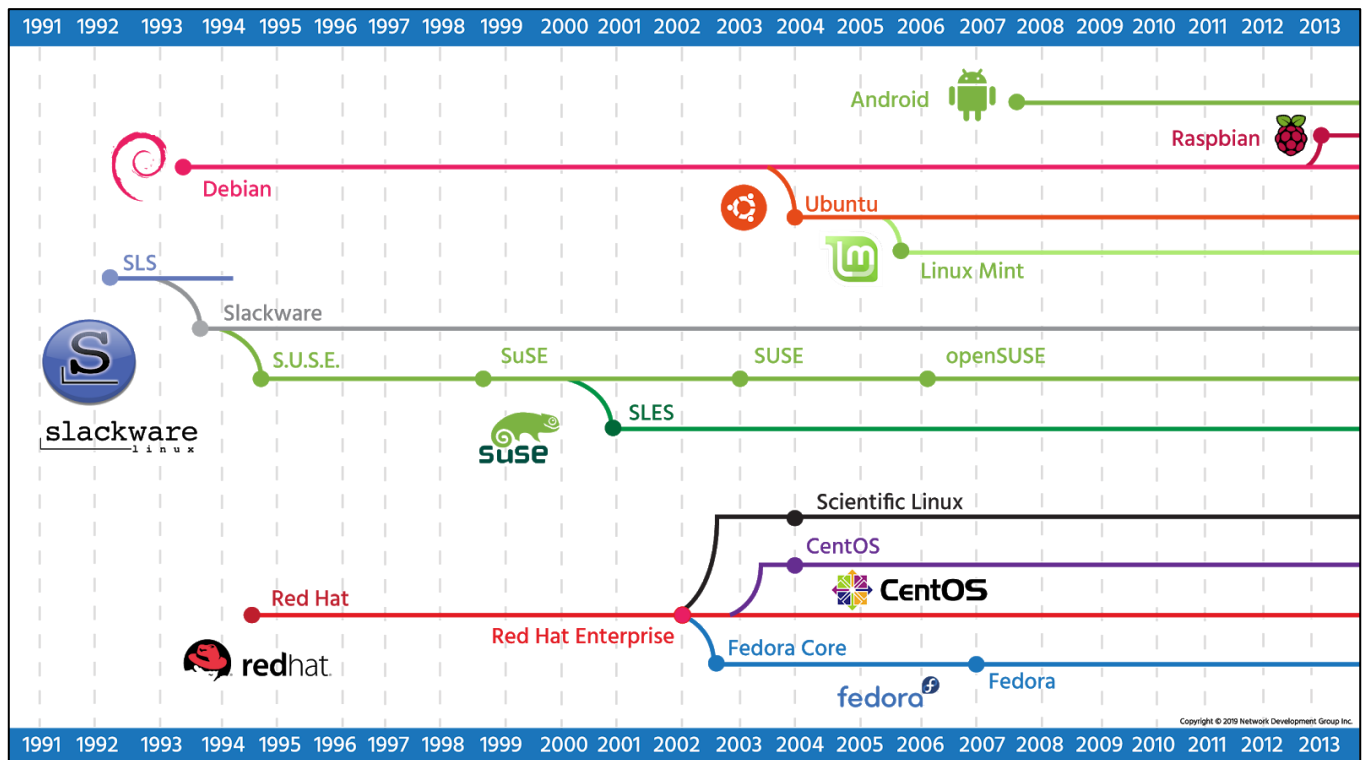 1991 1992 1993 1994 1995 1996 1997 1998 1999 2000 2001 2002 2003 2004 2005 2006 2007 2008 2009 2010 2011 2012 2013
Android
Raspbian
Debian
Ubuntu
Linux Mint
SLS
Slackware
S.U.S.E.
SuSE
SUSE
openSUSE
SLES
S
slackware
linux
suse
lm
Scientific Linux
CentOS
CentOS
Red Hat
Red Hat Enterprise
redhat.
Fedora Core
Fedora
fedora f
Copyright © 2019 Network Development Group Inc.
1991 1992 1993 1994 1995 1996 1997 1998 1999 2000 2001 2002 2003 2004 2005 2006 2007 2008 2009 2010 2011 2012 2013